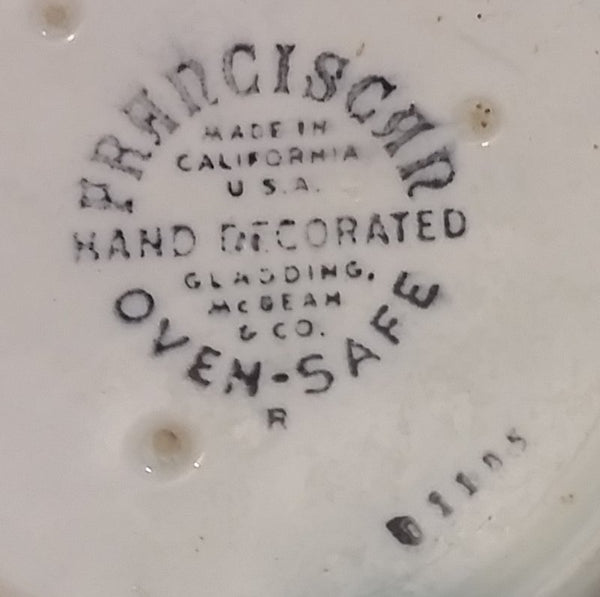 FRANCISCAN
MADE IN
CALIFORNIA
U.S.A.
HAND DECORATED
GLADDING,
McBEAN
& CO.
OVEN-SAFE
R